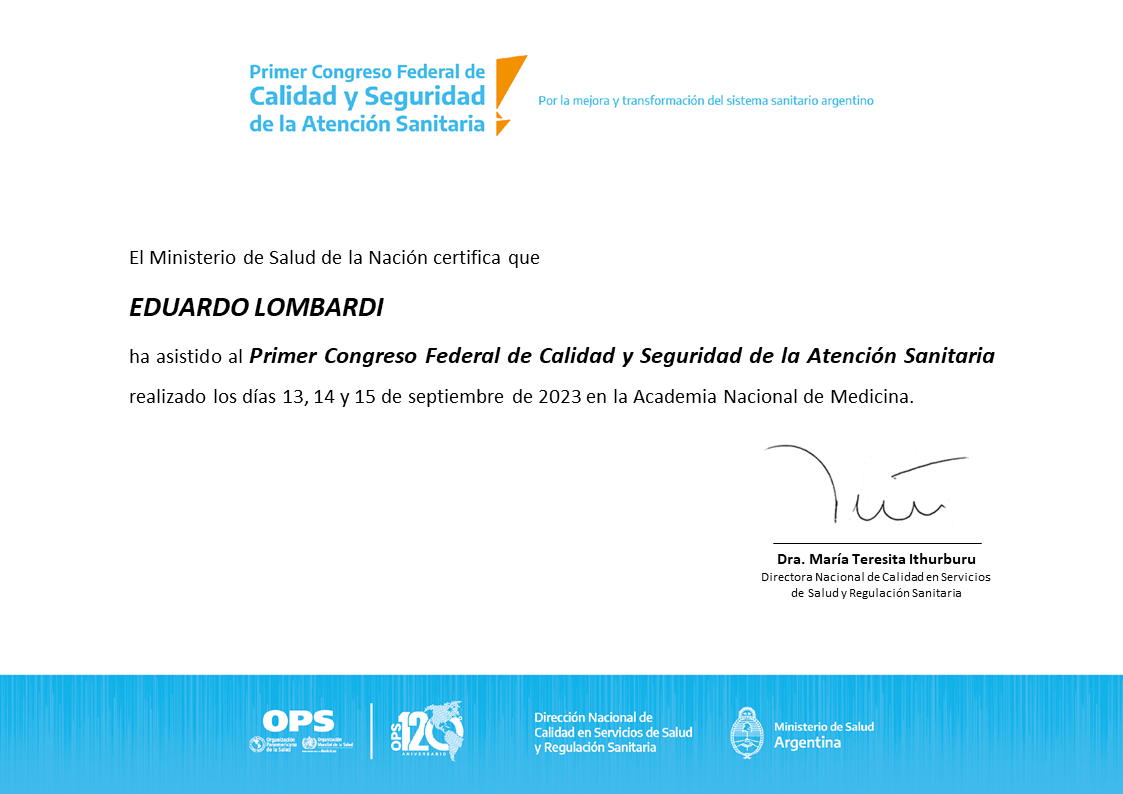 Primer Congreso Federal de
Calidad y Seguridad
de la Atención Sanitaria
Por la mejora y transformación del sistema sanitario argentino
El Ministerio de Salud de la Nación certifica que
EDUARDO LOMBARDI
ha asistido al Primer Congreso Federal de Calidad y Seguridad de la Atención Sanitaria
realizado los días 13, 14 y 15 de septiembre de 2023 en la Academia Nacional de Medicina.
Dra. María Teresita Ithurburu
Directora Nacional de Calidad en Servicios
de Salud y Regulación Sanitaria
OPS
Organización
Panamericana
de la Salud
Organización
Mundial de la Salud
OPS
120
ANIVERSARIO
Dirección Nacional de
Calidad en Servicios de Salud
y Regulación Sanitaria
Ministerio de Salud
Argentina